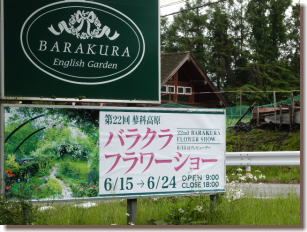 BARAKURA
English Garden
第22回 蓼科高原
バラクラ
フラワーショー
22nd BARAKURA
FLOWER SHOW
6/15→6/24
OPEN 9:00
CLOSE 18:00